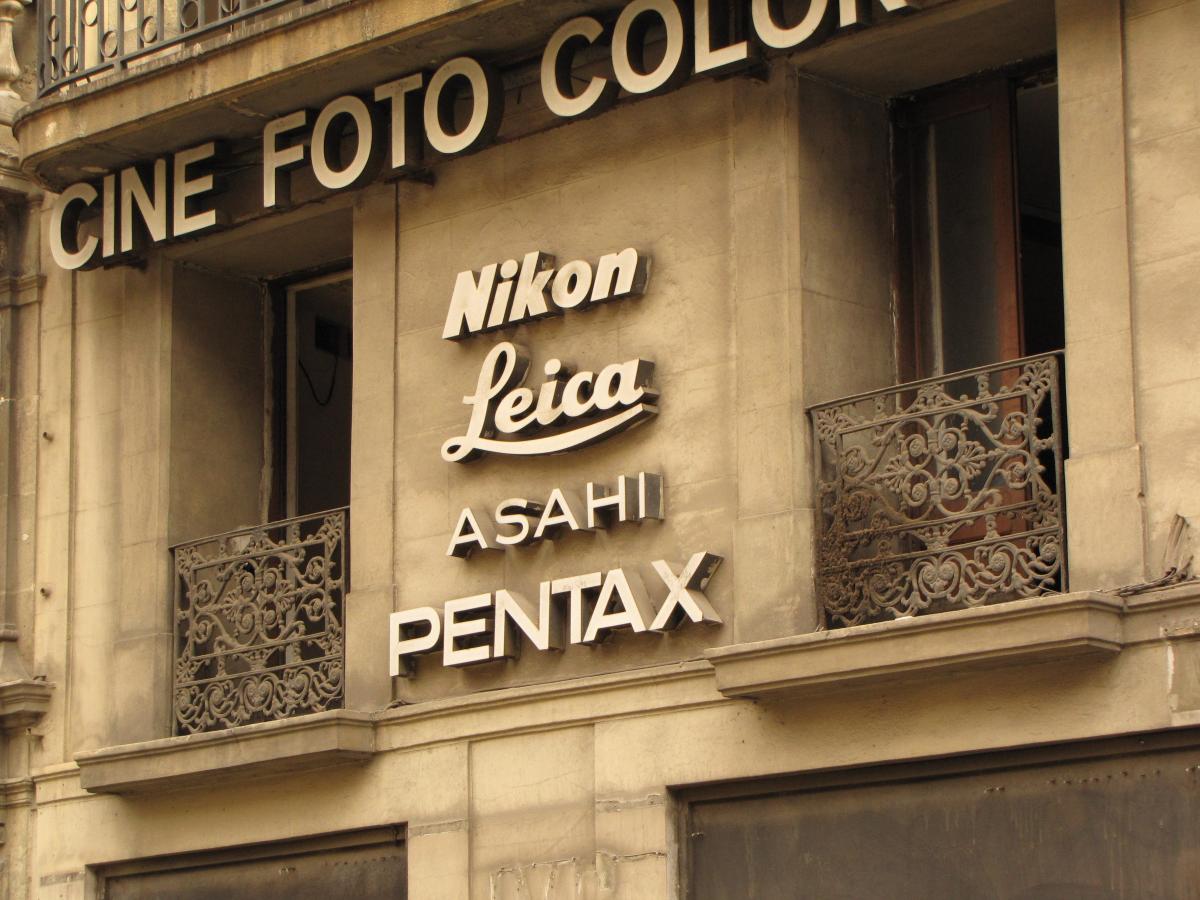 CINE FOTO COLOR
Nikon
Leica
ASAHI
PENTAX